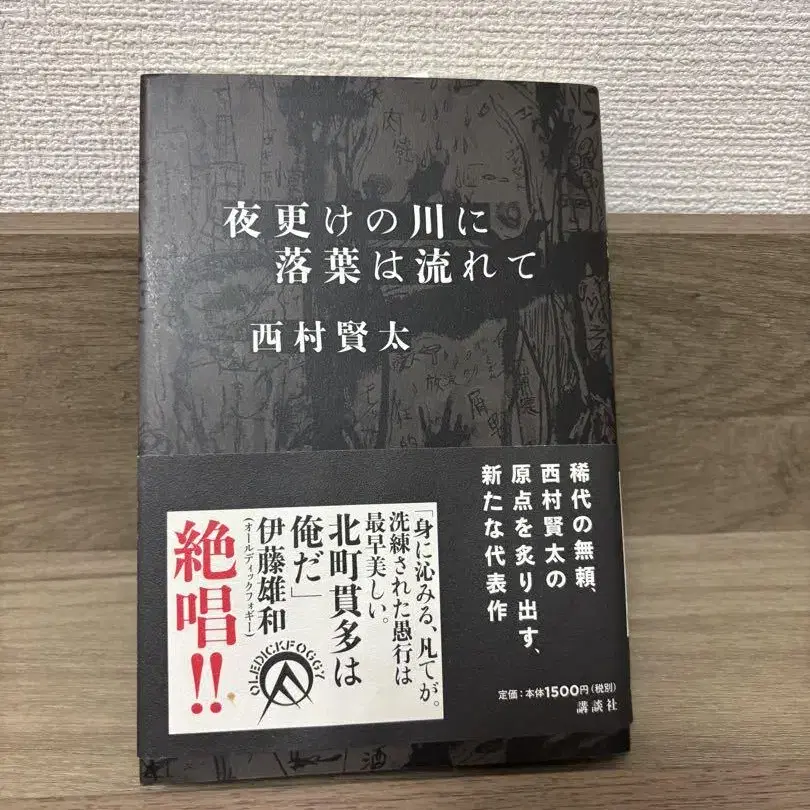 夜更けの川に
落葉は流れて
西村賢太
稀代の無頼、
西村賢太の
原点を炙り出す、
新たな代表作
「身に沁みる、凡てが。
洗練された愚行は
最早美しい。
北町貫多は
俺だ」
伊藤雄和
(オールディックフォギー)
絶唱!!
OLEDICKFOGGY
定価:本体1500円(税別)
講談社
酒